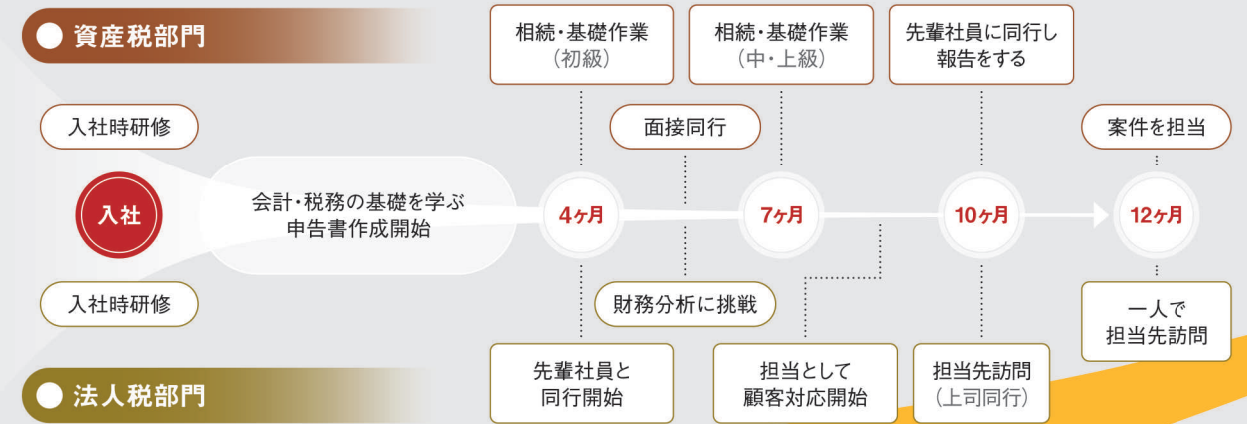 資産税部門
相続・基礎作業
（初級）
相続・基礎作業
（中・上級）
先輩社員に同行し
報告をする
入社時研修
面接同行
案件を担当
入社
会計・税務の基礎を学ぶ
申告書作成開始
4ヶ月
7ヶ月
10ヶ月
12ヶ月
入社時研修
財務分析に挑戦
一人で
担当先訪問
先輩社員と
同行開始
担当として
顧客対応開始
担当先訪問
（上司同行）
法人税部門